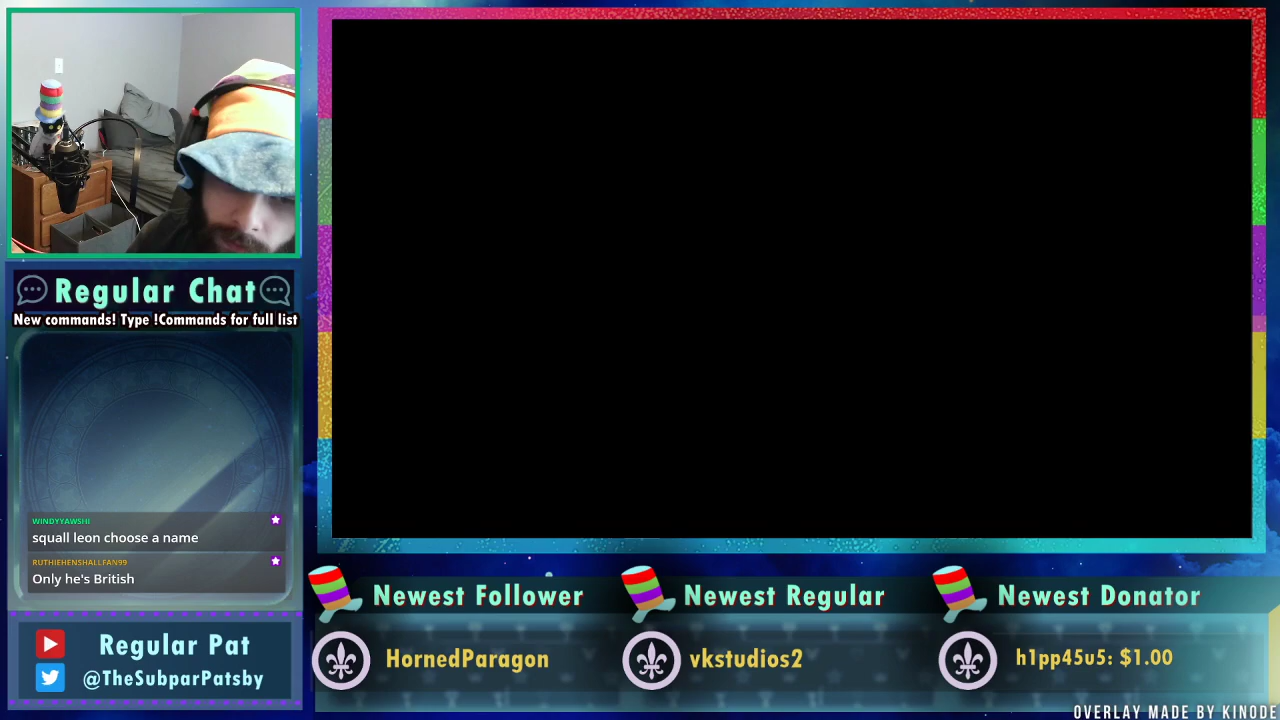 Regular Chat
New commands! Type !Commands for full list
WINDYYAWSHI
squall leon choose a name
RUTHIEHENSHALLFAN99
Only he's British
Regular Pat
@TheSubparPatsby
Newest Follower
HornedParagon
Newest Regular
vkstudios2
Newest Donator
h1pp45u5: $1.00
OVERLAY MADE BY KINODE